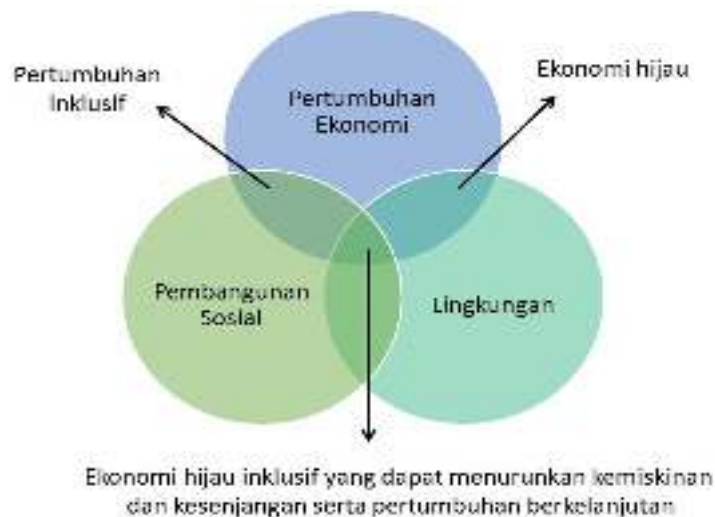 Pertumbuhan
Inklusif
Ekonomi hijau
Pertumbuhan
Ekonomi
Pembangunan
Sosial
Lingkungan
Ekonomi hijau inklusif yang dapat menurunkan kemiskinan
dan kesenjangan serta pertumbuhan berkelanjutan